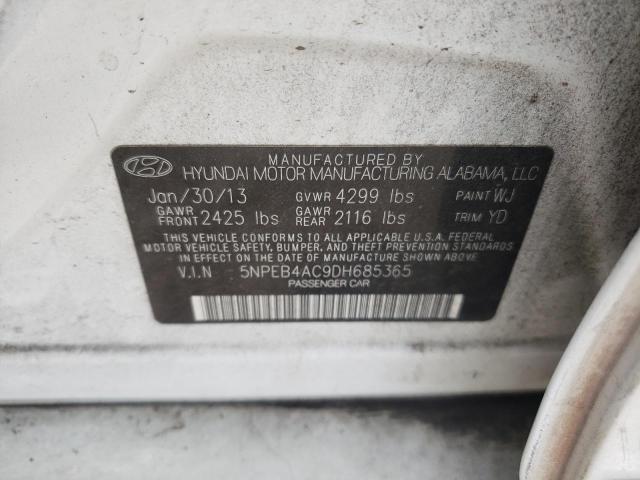 MANUFACTURED BY
HYUNDAI MOTOR MANUFACTURING ALABAMA, LLC
Jan/30/13 GVWR 4299 lbs PAINT WJ
GAWR FRONT 2425 lbs GAWR REAR 2116 lbs TRIM YD
THIS VEHICLE CONFORMS TO ALL APPLICABLE U.S.A. FEDERAL
MOTOR VEHICLE SAFETY, BUMPER, AND THEFT PREVENTION STANDARDS
IN EFFECT ON THE DATE OF MANUFACTURE SHOWN ABOVE.
V.I.N 5NPEB4AC9DH685365
PASSENGER CAR